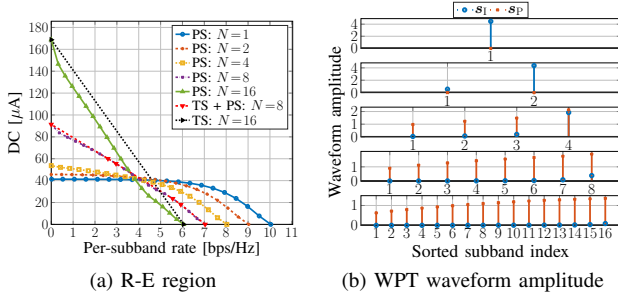 180
160
140
120
100
80
60
40
20
0
DC [μA]
PS: N = 1
PS: N = 2
PS: N = 4
PS: N = 8
PS: N = 16
TS + PS: N = 8
TS: N = 16
0 1 2 3 4 5 6 7 8 9 10 11
Per-subband rate [bps/Hz]
(a) R-E region
s_I s_P
Waveform amplitude
4
2
0
1
4
2
0
1 2
2
1
0
1 2 3 4
1
0
1 2 3 4 5 6 7 8
1
0
1 2 3 4 5 6 7 8 9 10 11 12 13 14 15 16
Sorted subband index
(b) WPT waveform amplitude